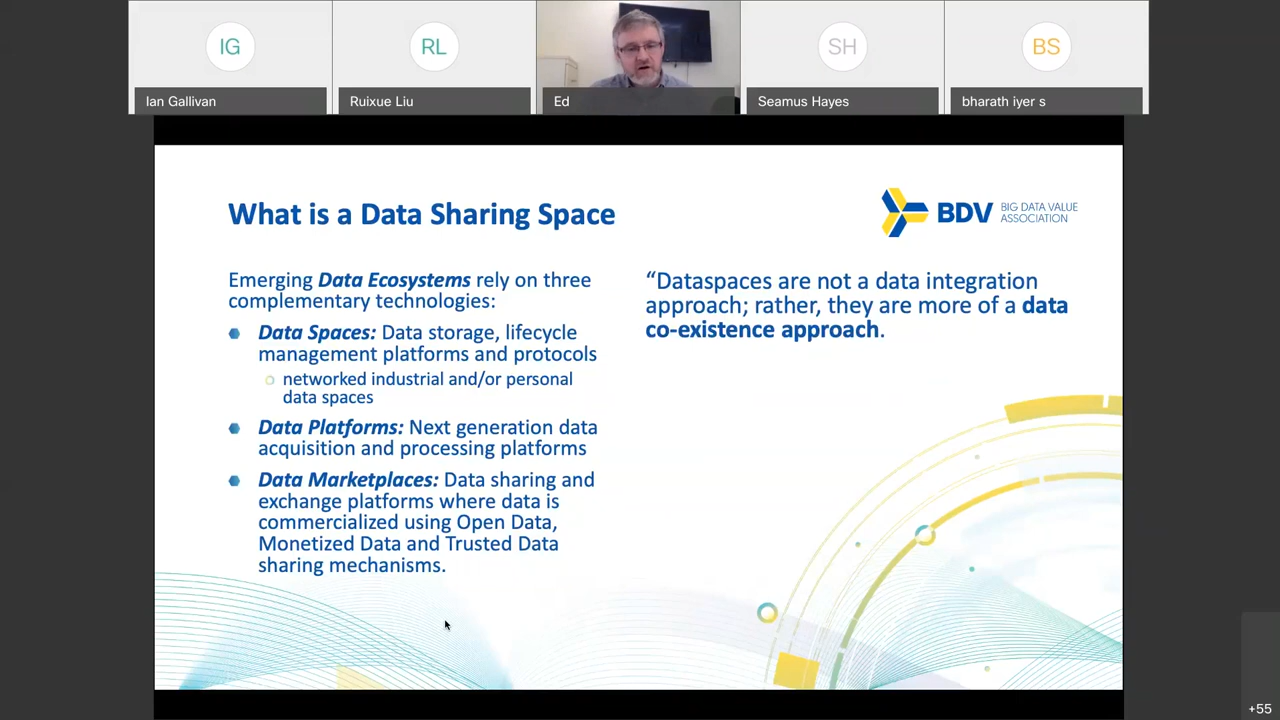 IG
RL
SH
BS
Ian Gallivan
Ruixue Liu
Ed
Seamus Hayes
bharath iyer s
What is a Data Sharing Space
BDV
BIG DATA VALUE
ASSOCIATION
Emerging Data Ecosystems rely on three
complementary technologies:
Data Spaces: Data storage, lifecycle
management platforms and protocols
networked industrial and/or personal
data spaces
Data Platforms: Next generation data
acquisition and processing platforms
Data Marketplaces: Data sharing and
exchange platforms where data is
commercialized using Open Data,
Monetized Data and Trusted Data
sharing mechanisms.
“Dataspaces are not a data integration
approach; rather, they are more of a data
co-existence approach.
+55